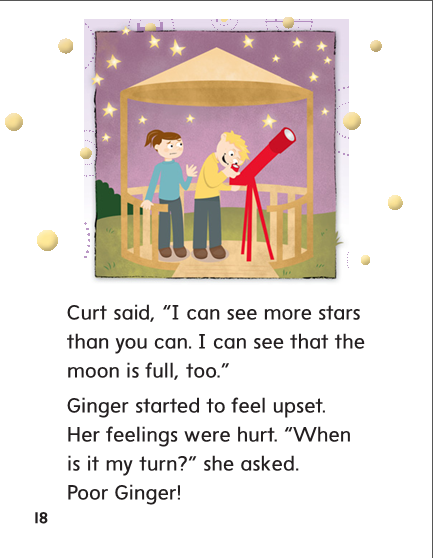 Curt said, “I can see more stars
than you can. I can see that the
moon is full, too.”
Ginger started to feel upset.
Her feelings were hurt. “When
is it my turn?” she asked.
Poor Ginger!
18